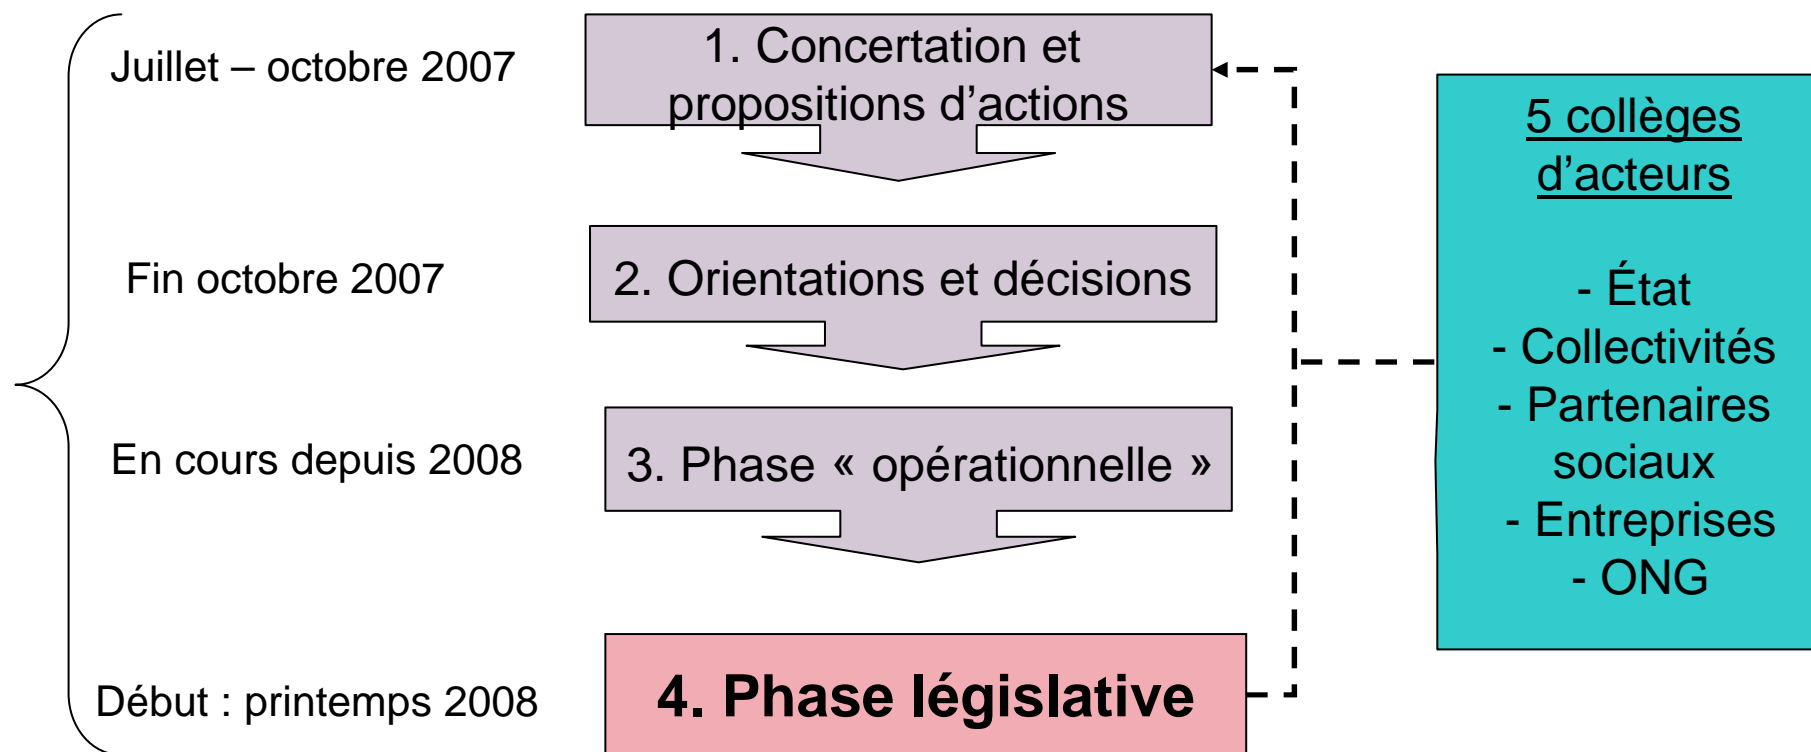 Juillet – octobre 2007
1. Concertation et
propositions d’actions
Fin octobre 2007
2. Orientations et décisions
En cours depuis 2008
3. Phase « opérationnelle »
Début : printemps 2008
4. Phase législative
5 collèges
d’acteurs
- État
- Collectivités
- Partenaires
sociaux
- Entreprises
- ONG